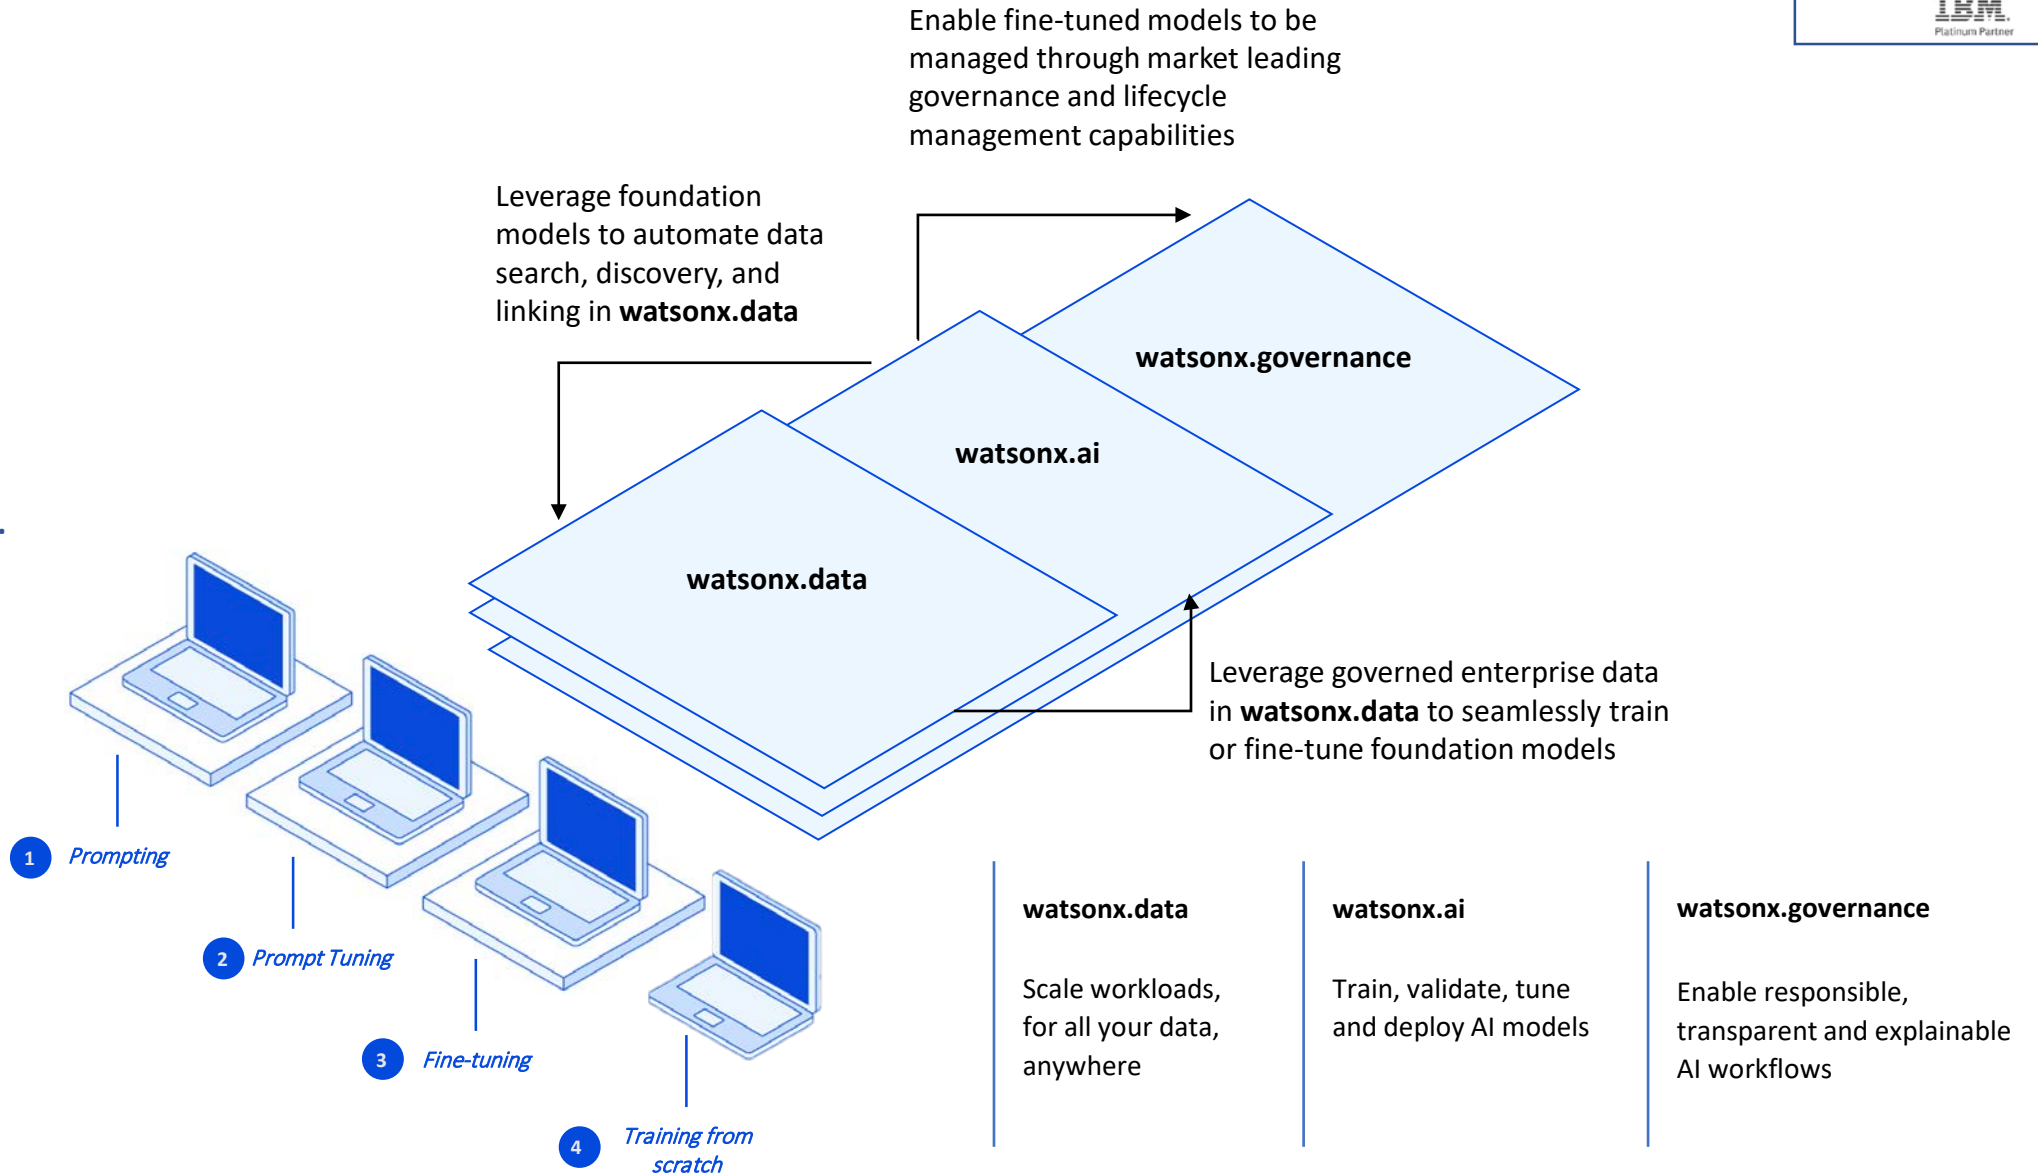 Enable fine-tuned models to be
managed through market leading
governance and lifecycle
management capabilities
IBM.
Platinum Partner
Leverage foundation
models to automate data
search, discovery, and
linking in watsonx.data
watsonx.governance
watsonx.ai
watsonx.data
Leverage governed enterprise data
in watsonx.data to seamlessly train
or fine-tune foundation models
1 Prompting
2 Prompt Tuning
3 Fine-tuning
4 Training from
scratch
watsonx.data
Scale workloads,
for all your data,
anywhere
watsonx.ai
Train, validate, tune
and deploy AI models
watsonx.governance
Enable responsible,
transparent and explainable
AI workflows